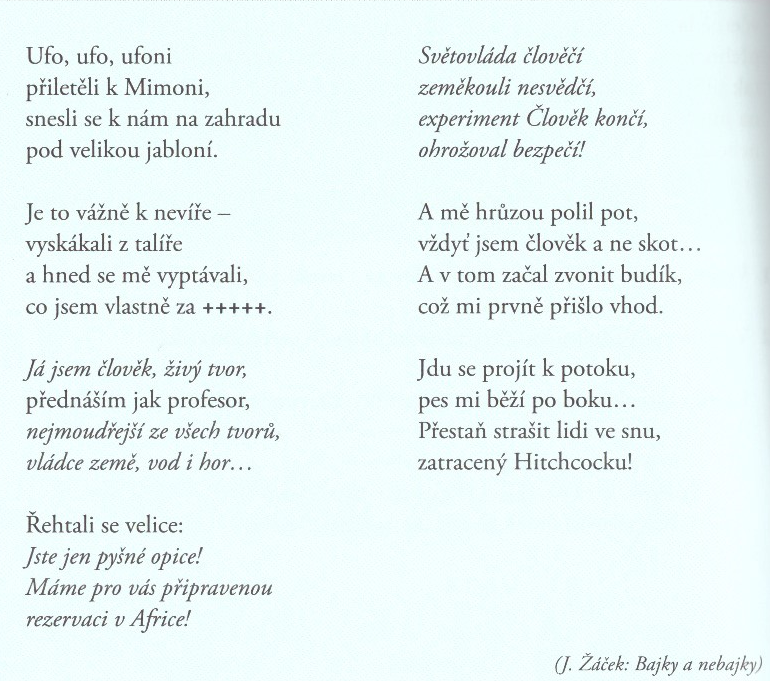 Ufo, ufo, ufoni
přiletěli k Mimoni,
snesli se k nám na zahradu
pod velikou jabloní.

Je to vážně k nevíře –
vyskákali z talíře
a hned se mě vyptávali,
co jsem vlastně za +++++.

Já jsem člověk, živý tvor,
přednáším jak profesor,
nejmoudřejší ze všech tvorů,
vládce země, vod i hor…

Řehtali se velice:
Jste jen pyšné opice!
Máme pro vás připravenou
rezervaci v Africe!

Světovláda člověčí
zeměkouli nesvědčí,
experiment Člověk končí,
ohrožoval bezpečí!

A mě hrůzou polil pot,
vždyť jsem člověk a ne skot…
A v tom začal zvonit budík,
což mi prvně přišlo vhod.

Jdu se projít k potoku,
pes mi běží po boku…
Přestaň strašit lidi ve snu,
zatracený Hitchcocku!

(J. Žáček: Bajky a nebajky)